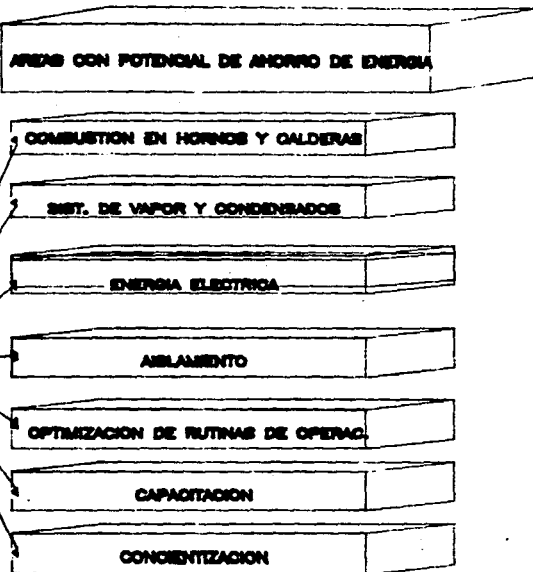 AREAS CON POTENCIAL DE AHORRO DE ENERGIA
COMBUSTION EN HORNOS Y CALDERAS
SIST. DE VAPOR Y CONDENSADOS
ENERGIA ELECTRICA
AISLAMIENTO
OPTIMIZACION DE RUTINAS DE OPERAC.
CAPACITACION
CONCIENTIZACION